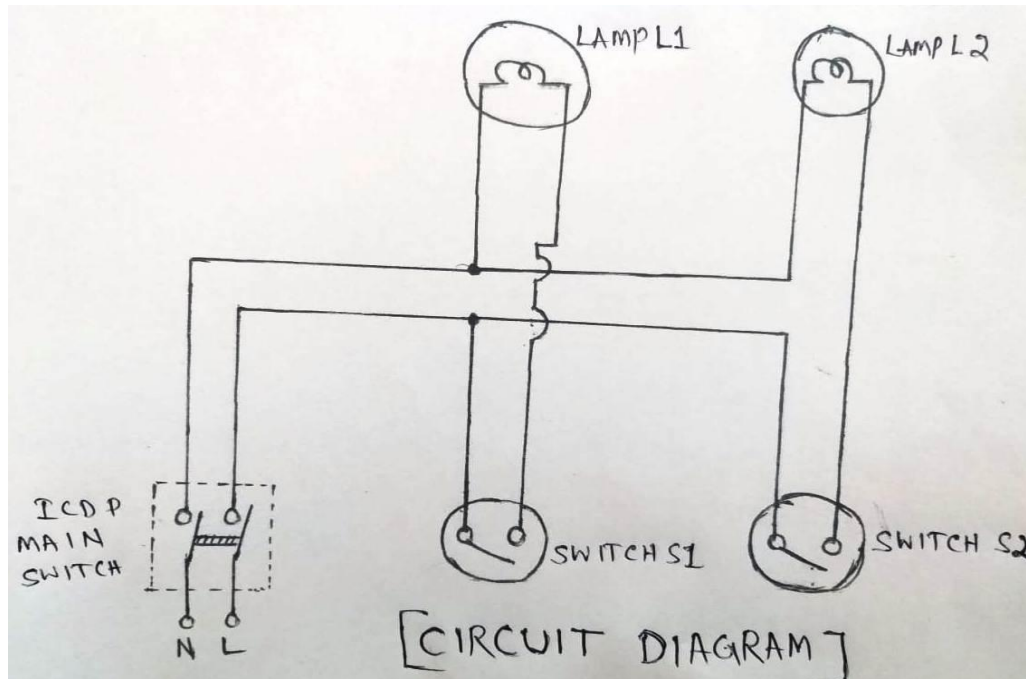 LAMP L1
LAMP L2
ICDP
MAIN
SWITCH
SWITCH S1
SWITCH S2
N L
[CIRCUIT DIAGRAM]